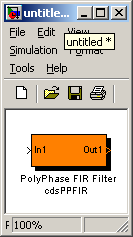 untitle...
File Edit View
untitled *
Simulation Format
Tools Help
In1 Out1
PolyPhase FIR Filter
cdsPPFIR
F 100%